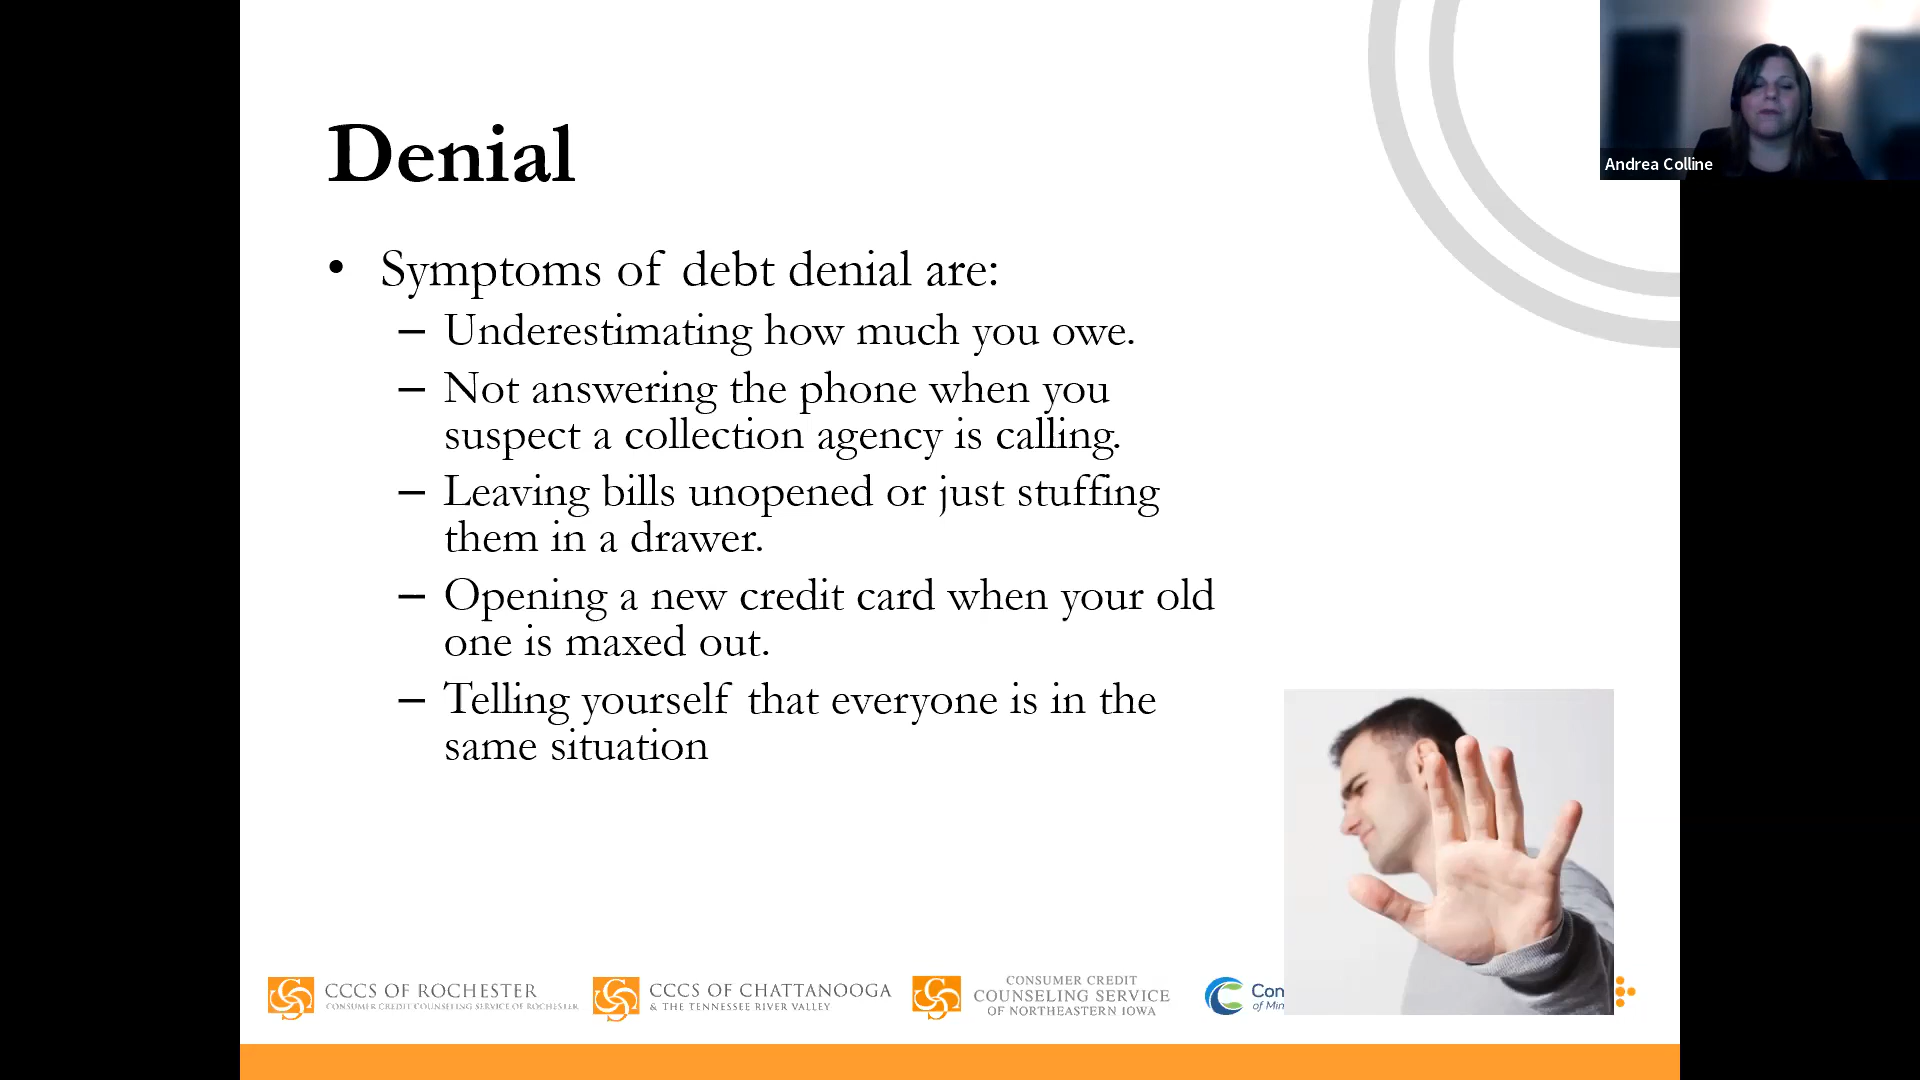 Denial
Andrea Colline
• Symptoms of debt denial are:
– Underestimating how much you owe.
– Not answering the phone when you
suspect a collection agency is calling.
– Leaving bills unopened or just stuffing
them in a drawer.
– Opening a new credit card when your old
one is maxed out.
– Telling yourself that everyone is in the
same situation
CCCS OF ROCHESTER
CONSUMER CREDIT COUNSELING SERVICE OF ROCHESTER
CCCS OF CHATTANOOGA
& THE TENNESSEE RIVER VALLEY
CONSUMER CREDIT
COUNSELING SERVICE
OF NORTHEASTERN IOWA
Con
of Min